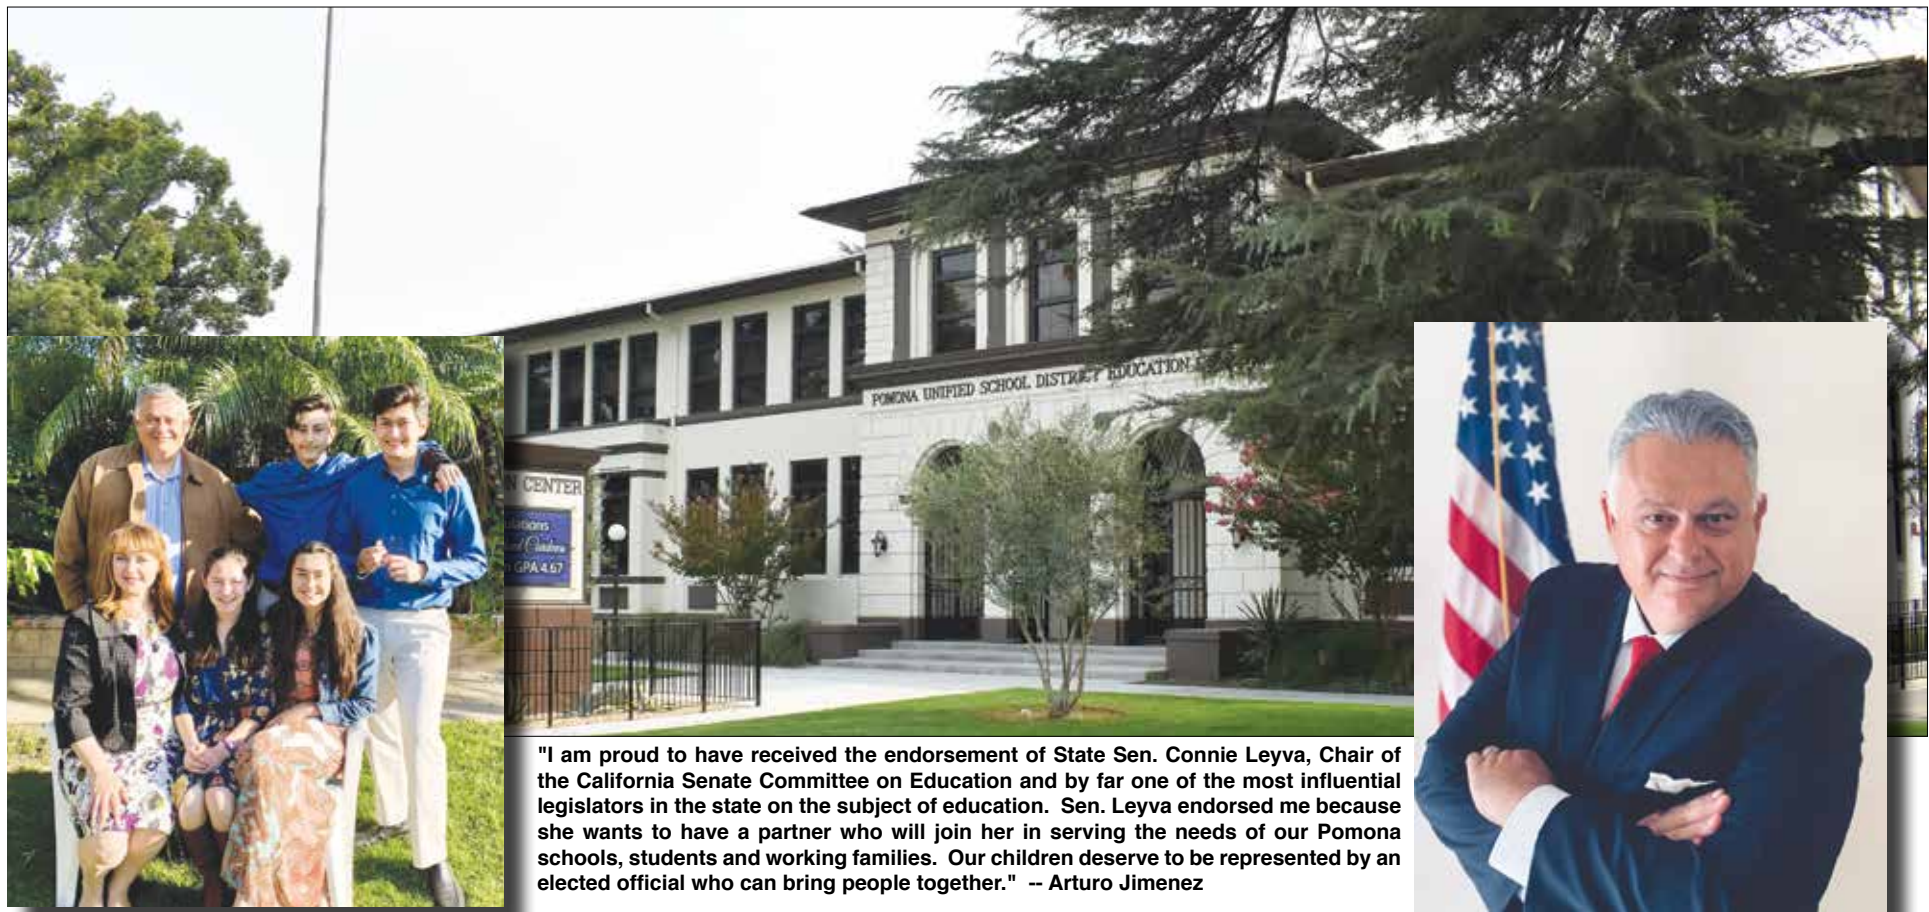 POMONA UNIFIED SCHOOL DISTRICT EDUCATION
N CENTER
ulations
GPA 4.67
"I am proud to have received the endorsement of State Sen. Connie Leyva, Chair of
the California Senate Committee on Education and by far one of the most influential
legislators in the state on the subject of education. Sen. Leyva endorsed me because
she wants to have a partner who will join her in serving the needs of our Pomona
schools, students and working families. Our children deserve to be represented by an
elected official who can bring people together." -- Arturo Jimenez